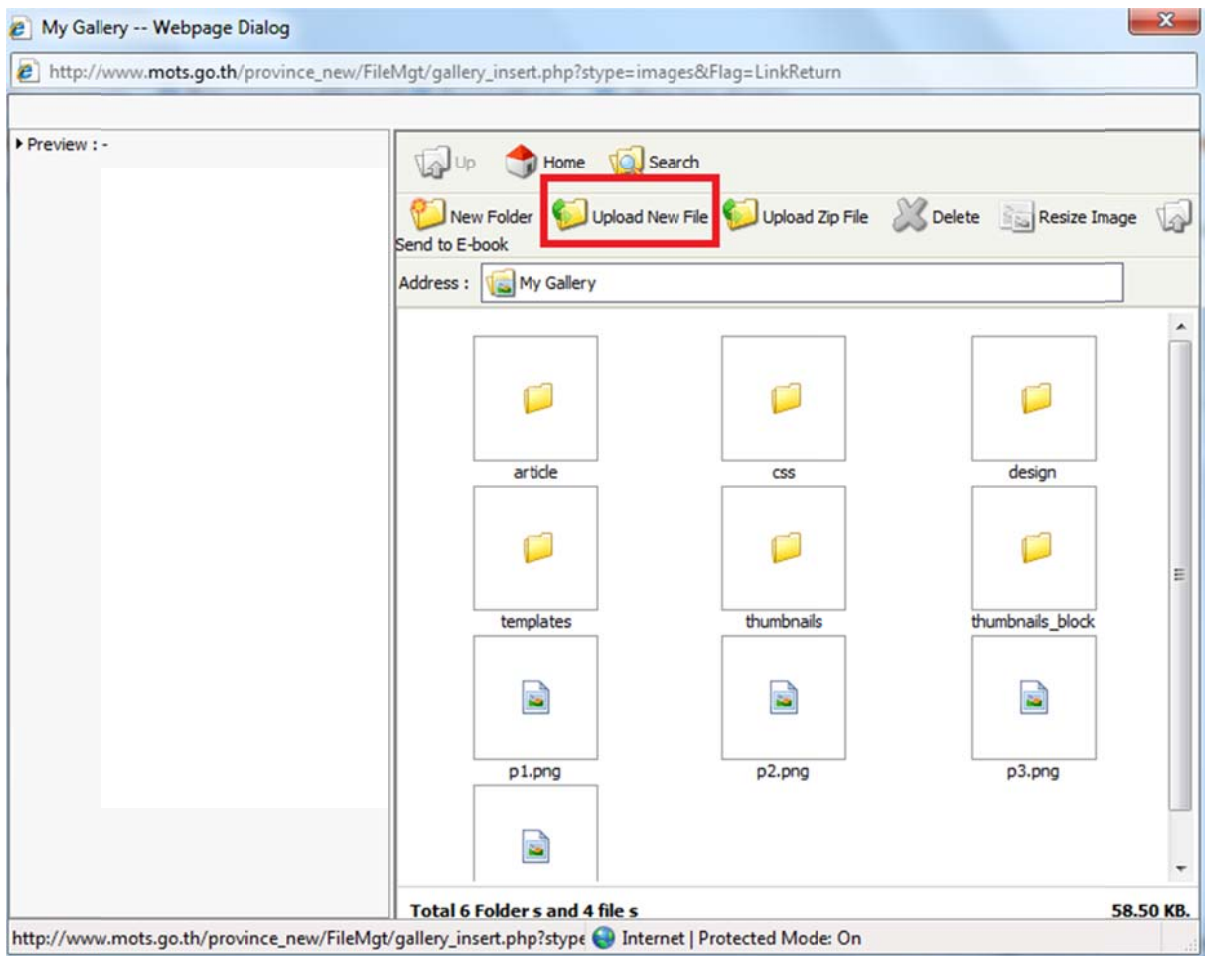 My Gallery -- Webpage Dialog
http://www.mots.go.th/province_new/FileMgt/gallery_insert.php?stype=images&Flag=LinkReturn
Preview : -
Up Home Search
New Folder Upload New File Upload Zip File Delete Resize Image
Send to E-book
Address : My Gallery
article css design
templates thumbnails thumbnails_block
p1.png p2.png p3.png
Total 6 Folder s and 4 file s 58.50 KB.
http://www.mots.go.th/province_new/FileMgt/gallery_insert.php?stype Internet | Protected Mode: On